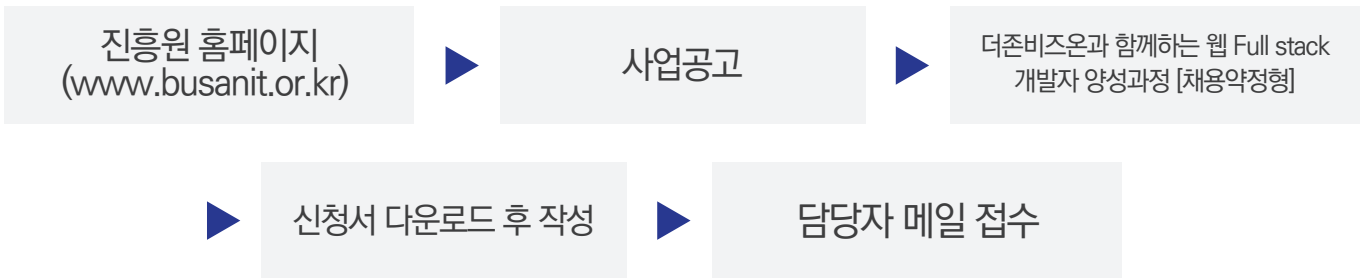 진흥원 홈페이지
(www.busanit.or.kr)
사업공고
더존비즈온과 함께하는 웹 Full stack
개발자 양성과정 [채용약정형]
신청서 다운로드 후 작성
담당자 메일 접수